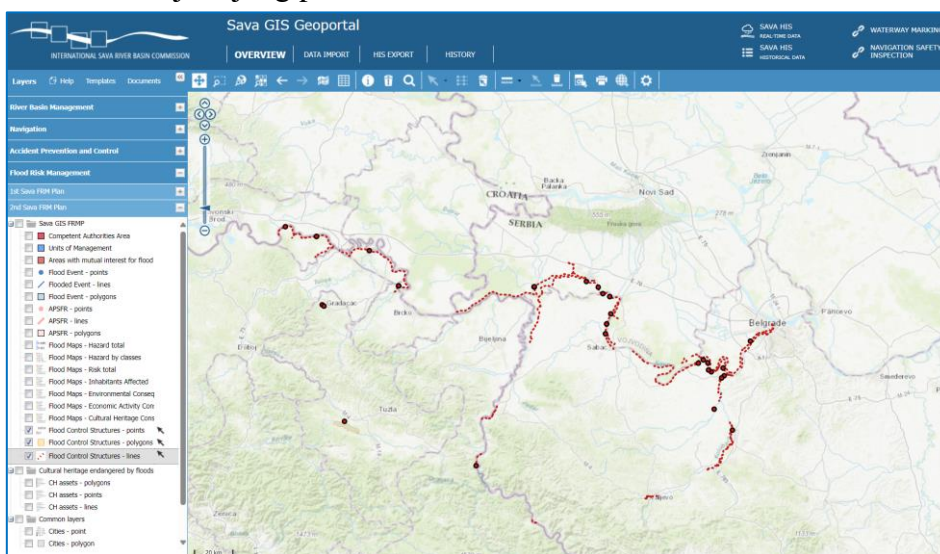 Sava GIS Geoportal
INTERNATIONAL SAVA RIVER BASIN COMMISSION
OVERVIEW
DATA IMPORT
HIS EXPORT
HISTORY
SAVA HIS
REAL-TIME DATA
SAVA HIS
HISTORICAL DATA
WATERWAY MARKING
NAVIGATION SAFETY
INSPECTION
Layers
Help
Templates
Documents
River Basin Management
Navigation
Accident Prevention and Control
Flood Risk Management
1st Sava FRM Plan
2nd Sava FRM Plan
Sava GIS FRMP
Competent Authorities Area
Units of Management
Areas with mutual interest for flood
Flood Event - points
Flooded Event - lines
Flood Event - polygons
APSFR - points
APSFR - lines
APSFR - polygons
Flood Maps - Hazard total
Flood Maps - Hazard by classes
Flood Maps - Risk total
Flood Maps - Inhabitants Affected
Flood Maps - Environmental Conseq
Flood Maps - Economic Activity Con
Flood Maps - Cultural Heritage Cons
Flood Control Structures - points
Flood Control Structures - polygons
Flood Control Structures - lines
Cultural heritage endangered by floods
CH assets - polygons
CH assets - points
CH assets - lines
Common layers
Cities - point
Cities - polygon
Zrenjanin
Backa
Palanka
Novi Sad
CROATIA
SERBIA
Brod
Gradačac
Brcko
Bijeljina
Sabac
VOJVODINA
Belgrade
Pancevo
Smederevo
Doboj
Tuzla
Zenica
20 km